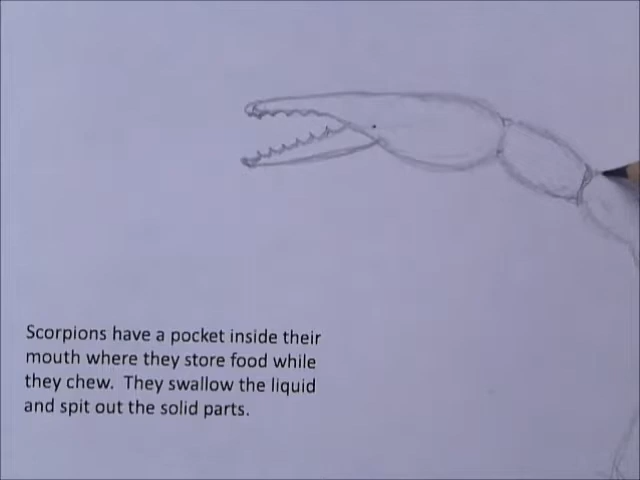 Scorpions have a pocket inside their
mouth where they store food while
they chew.  They swallow the liquid
and spit out the solid parts.